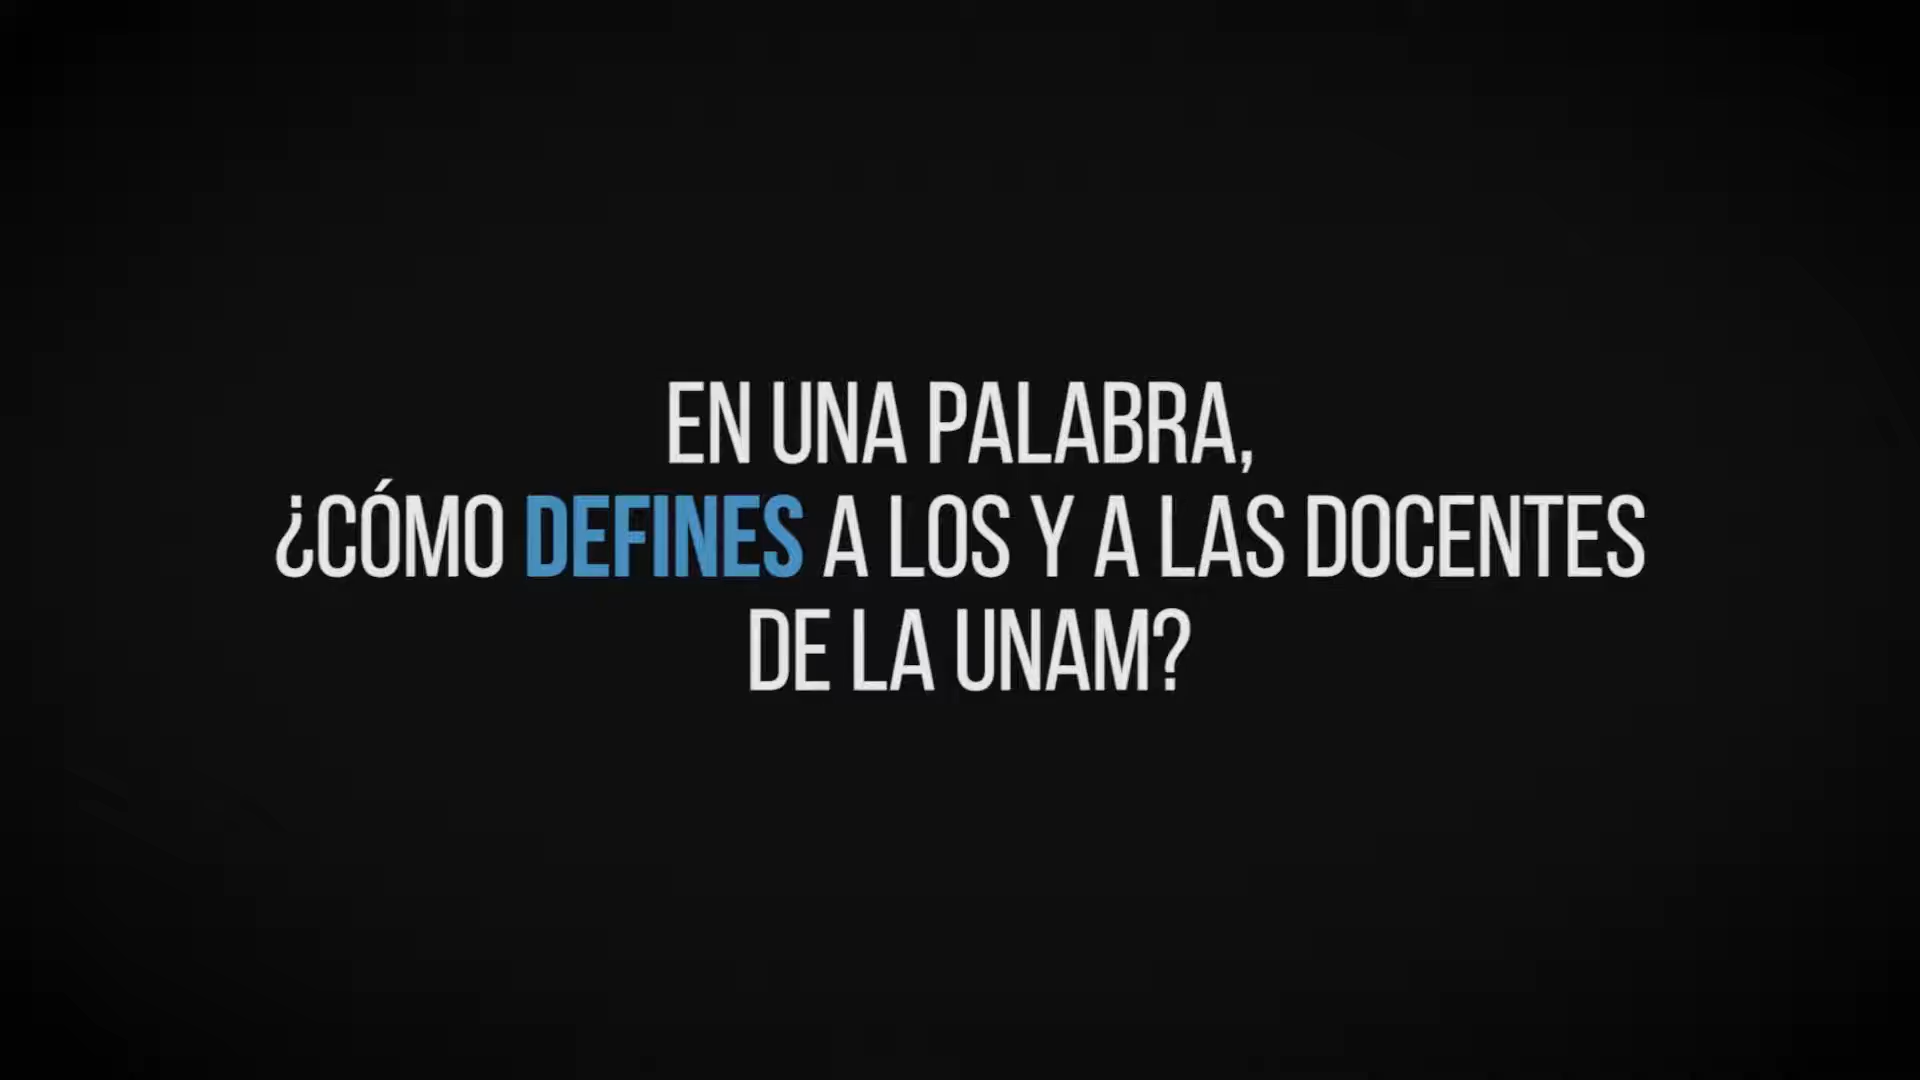 EN UNA PALABRA,
¿CÓMO DEFINES A LOS Y A LAS DOCENTES
DE LA UNAM?